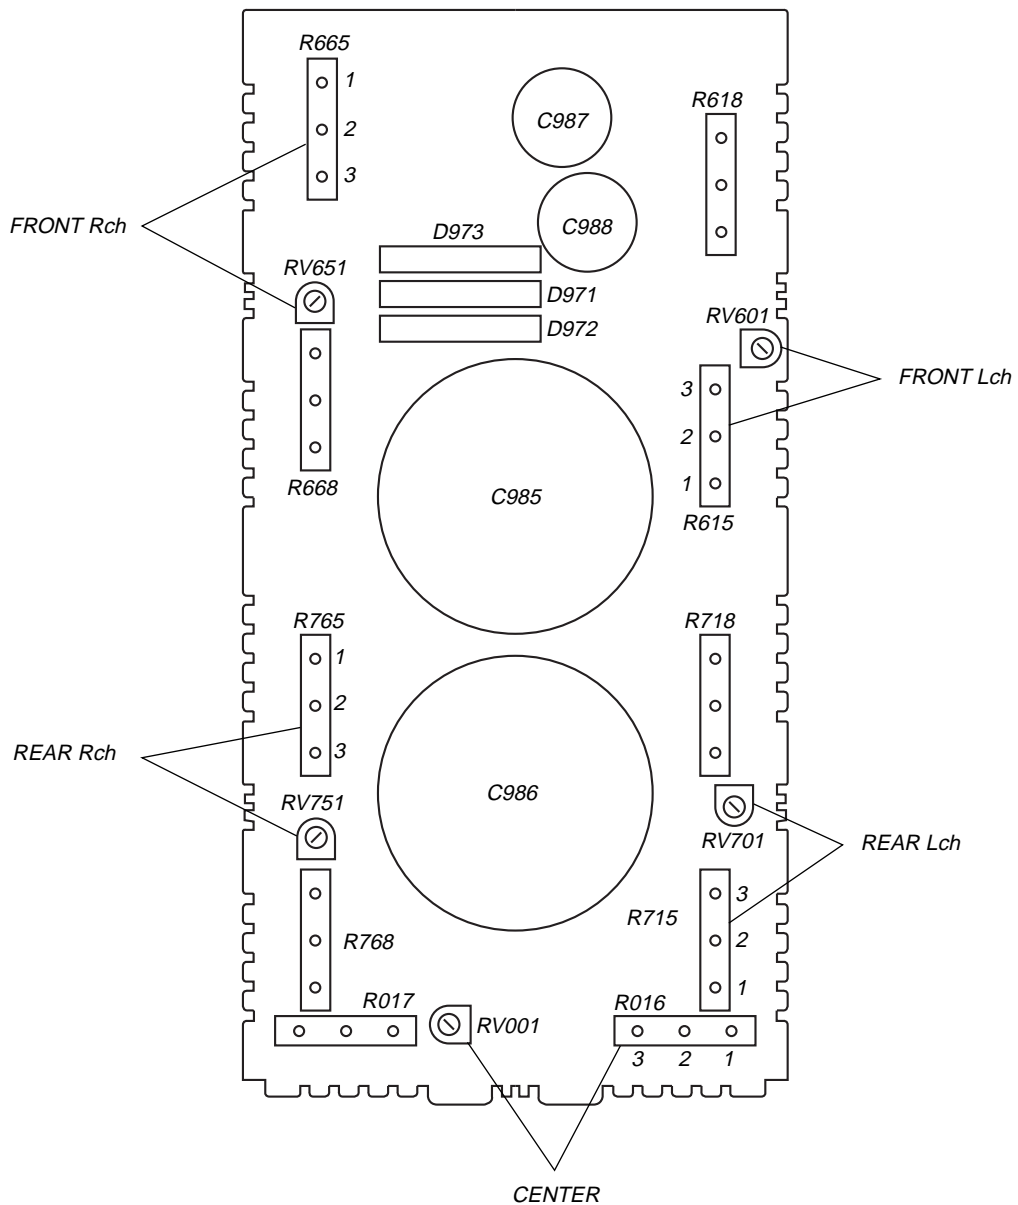 R665
1
C987
R618
2
3
FRONT Rch
C988
D973
RV651
D971
RV601
D972
FRONT Lch
3
2
R668
1
C985
R615
R765
R718
1
2
3
REAR Rch
C986
RV751
RV701
REAR Lch
3
R715
2
R768
1
R017
R016
RV001
3 2 1
CENTER